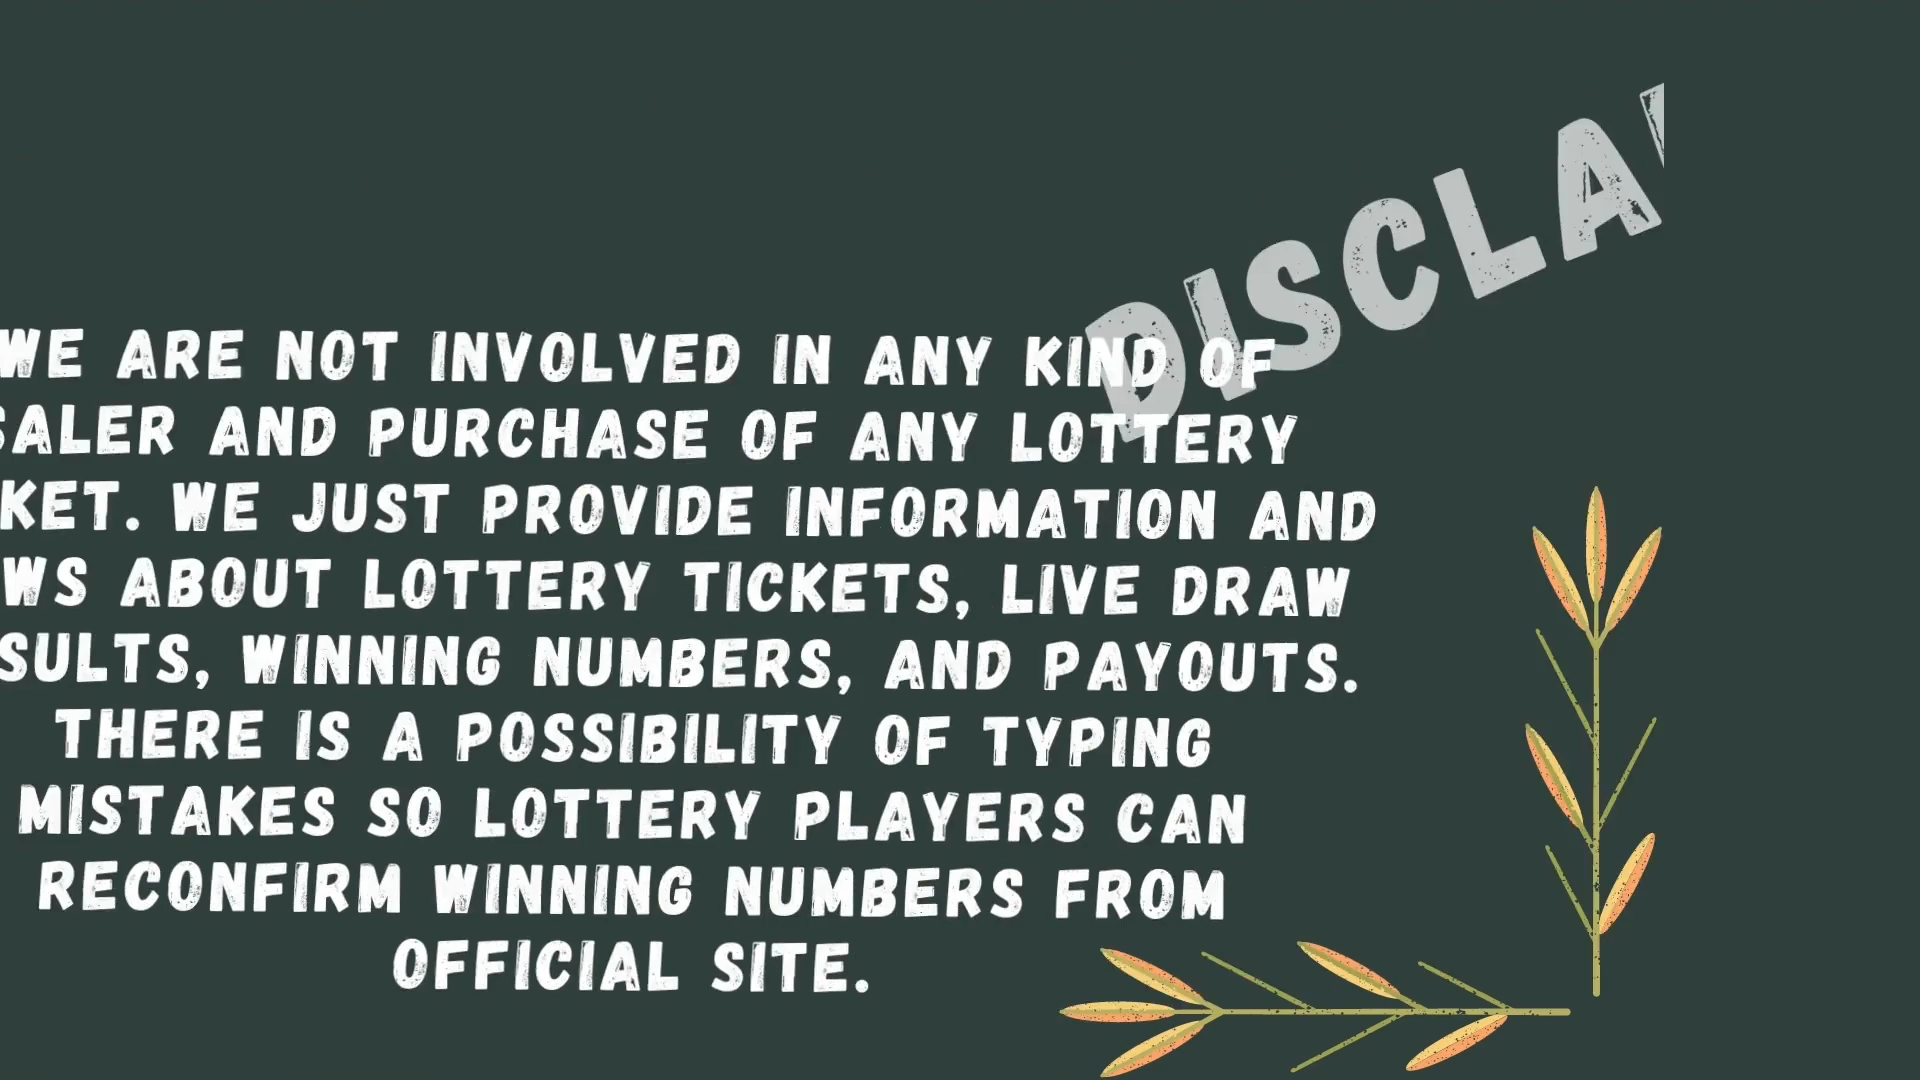 DISCLA
WE ARE NOT INVOLVED IN ANY KIND OF
SALER AND PURCHASE OF ANY LOTTERY
KET. WE JUST PROVIDE INFORMATION AND
WS ABOUT LOTTERY TICKETS, LIVE DRAW
SULTS, WINNING NUMBERS, AND PAYOUTS.
THERE IS A POSSIBILITY OF TYPING
MISTAKES SO LOTTERY PLAYERS CAN
RECONFIRM WINNING NUMBERS FROM
OFFICIAL SITE.